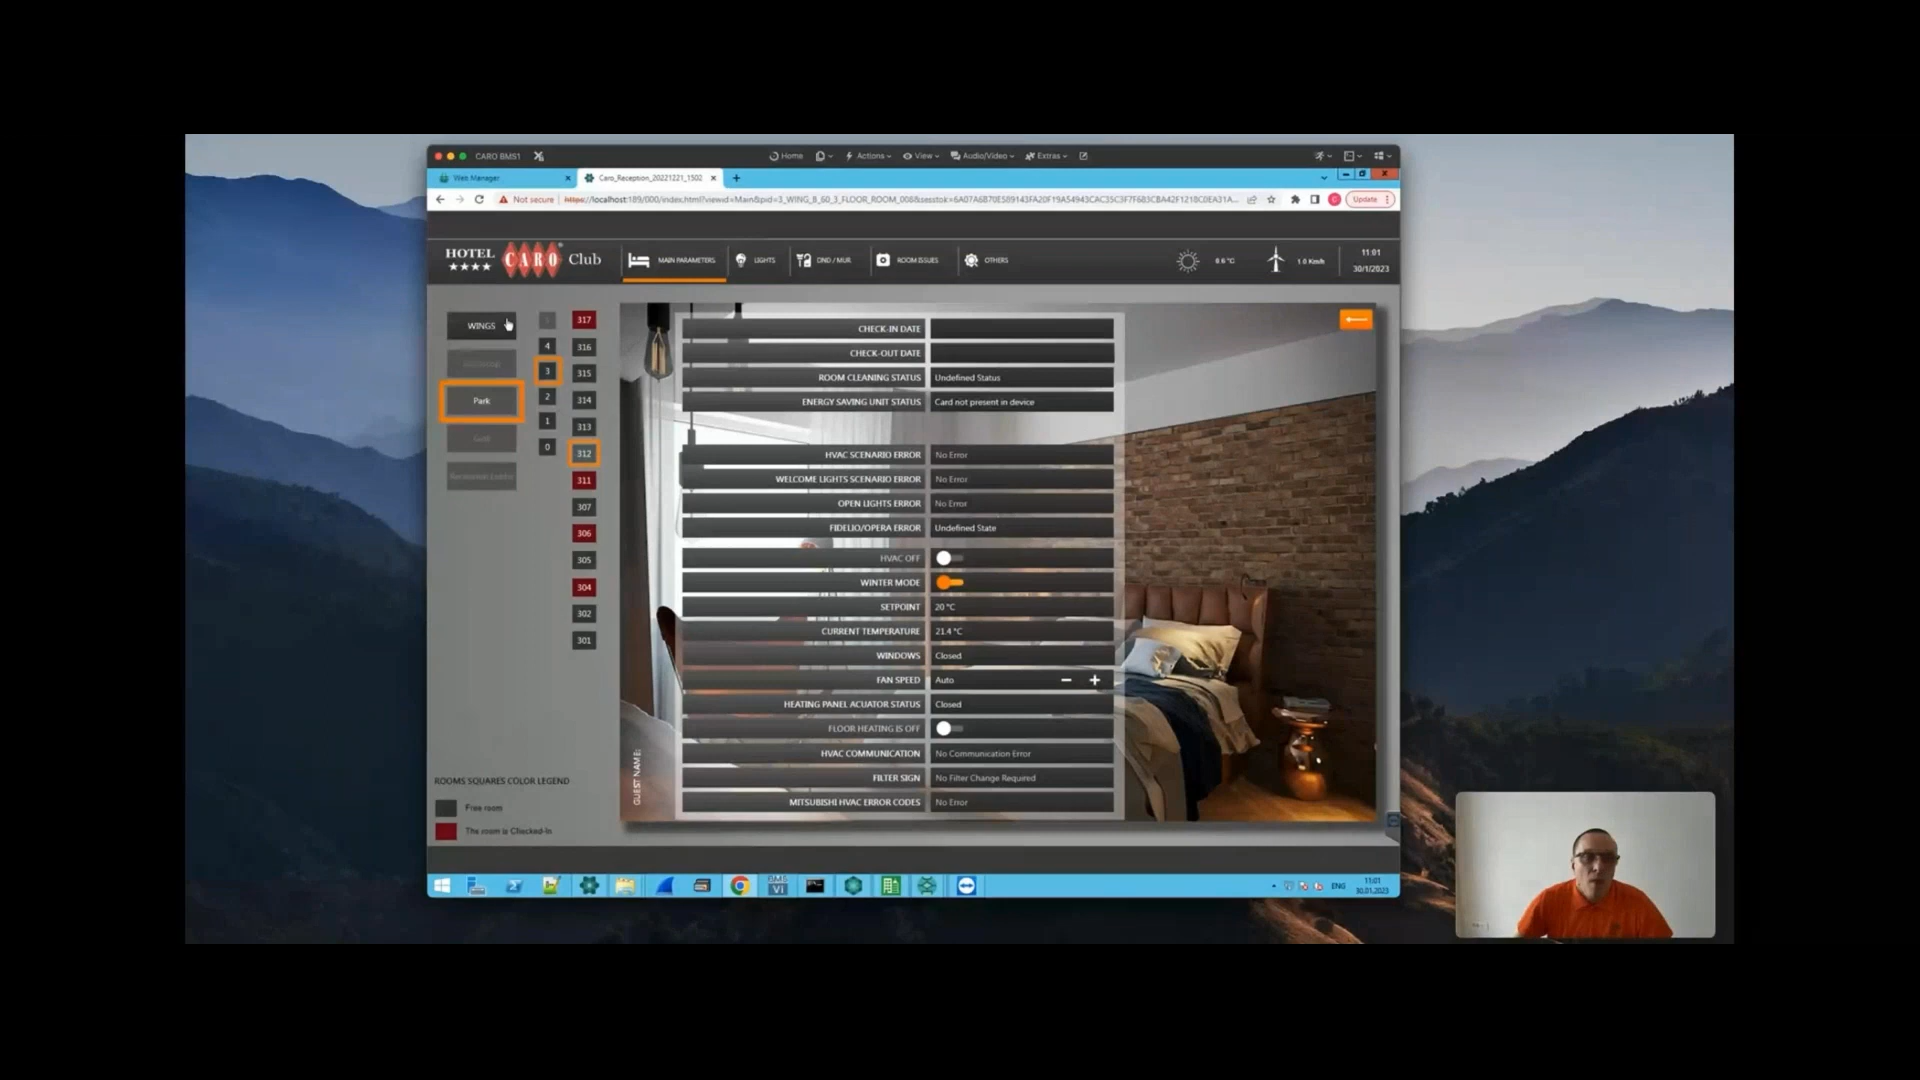 CARO BMS1
Home
Actions
View
Audio/Video
Extras
Web Manager
Caro_Reception_20221221_1502
Not secure
Update
HOTEL CARO Club
MAIN PARAMETERS
LIGHTS
DND / MUR
ROOM ISSUES
OTHERS
0.6 °C
1.0 Km/h
11:01
30/1/2023
WINGS
Park
4
3
2
1
0
317
316
315
314
313
312
311
307
306
305
304
302
301
CHECK-IN DATE
CHECK-OUT DATE
ROOM CLEANING STATUS Undefined Status
ENERGY SAVING UNIT STATUS Card not present in device
HVAC SCENARIO ERROR No Error
WELCOME LIGHTS SCENARIO ERROR No Error
OPEN LIGHTS ERROR No Error
FIDELIO/OPERA ERROR Undefined State
HVAC OFF
WINTER MODE
SETPOINT 20 °C
CURRENT TEMPERATURE 21.4 °C
WINDOWS Closed
FAN SPEED Auto − +
HEATING PANEL ACUATOR STATUS Closed
FLOOR HEATING IS OFF
HVAC COMMUNICATION No Communication Error
FILTER SIGN No Filter Change Required
MITSUBISHI HVAC ERROR CODES No Error
GUEST NAME:
ROOMS SQUARES COLOR LEGEND
Free room
The room is Checked-In
BMS
Vi
ENG
11:01
30.01.2023